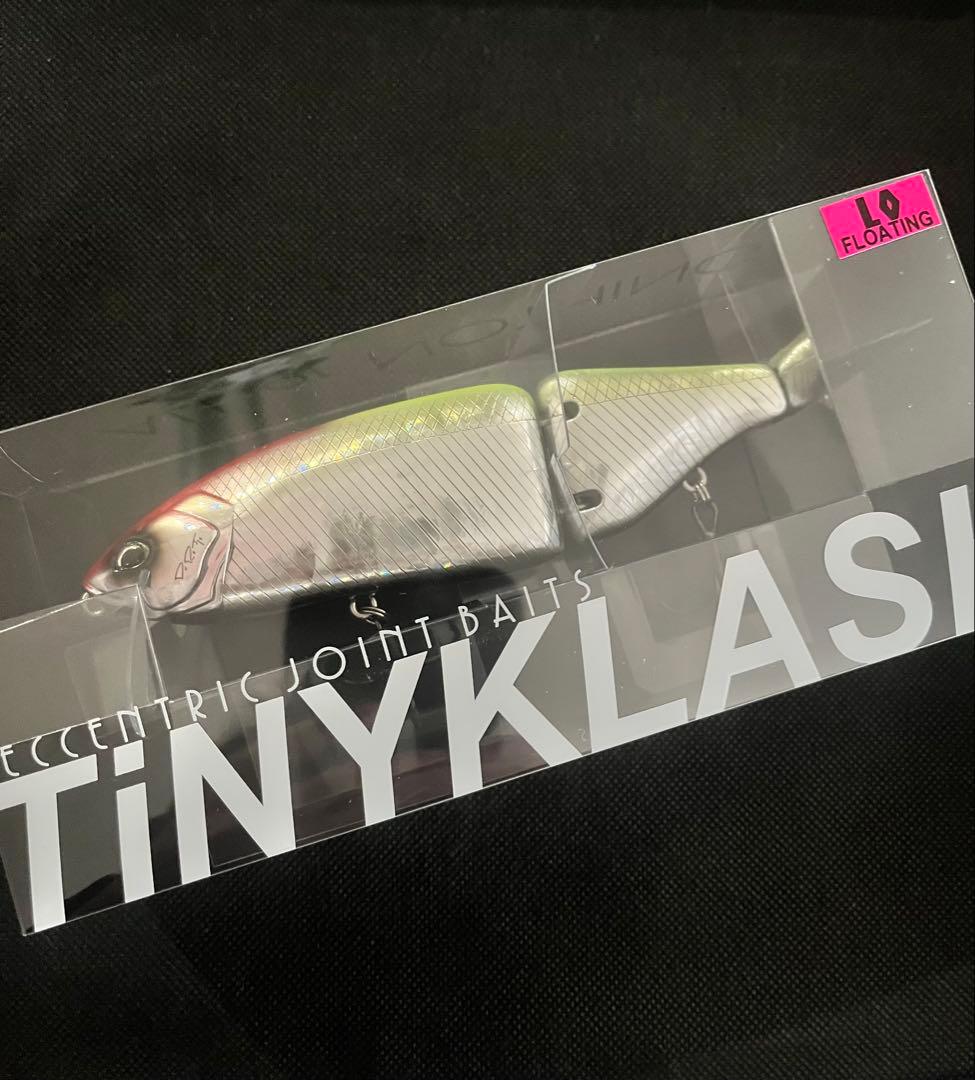 LO
FLOATING
ECCENTRIC JOINT BAITS
TiNYKLASH